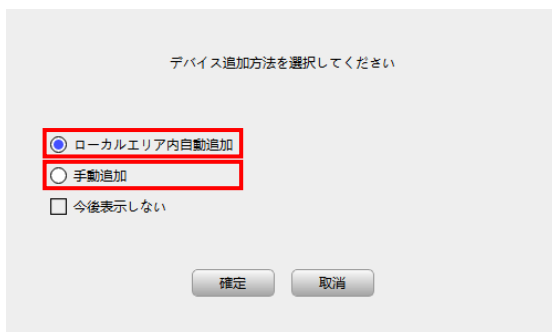 デバイス追加方法を選択してください
ローカルエリア内自動追加
手動追加
今後表示しない
確定 取消